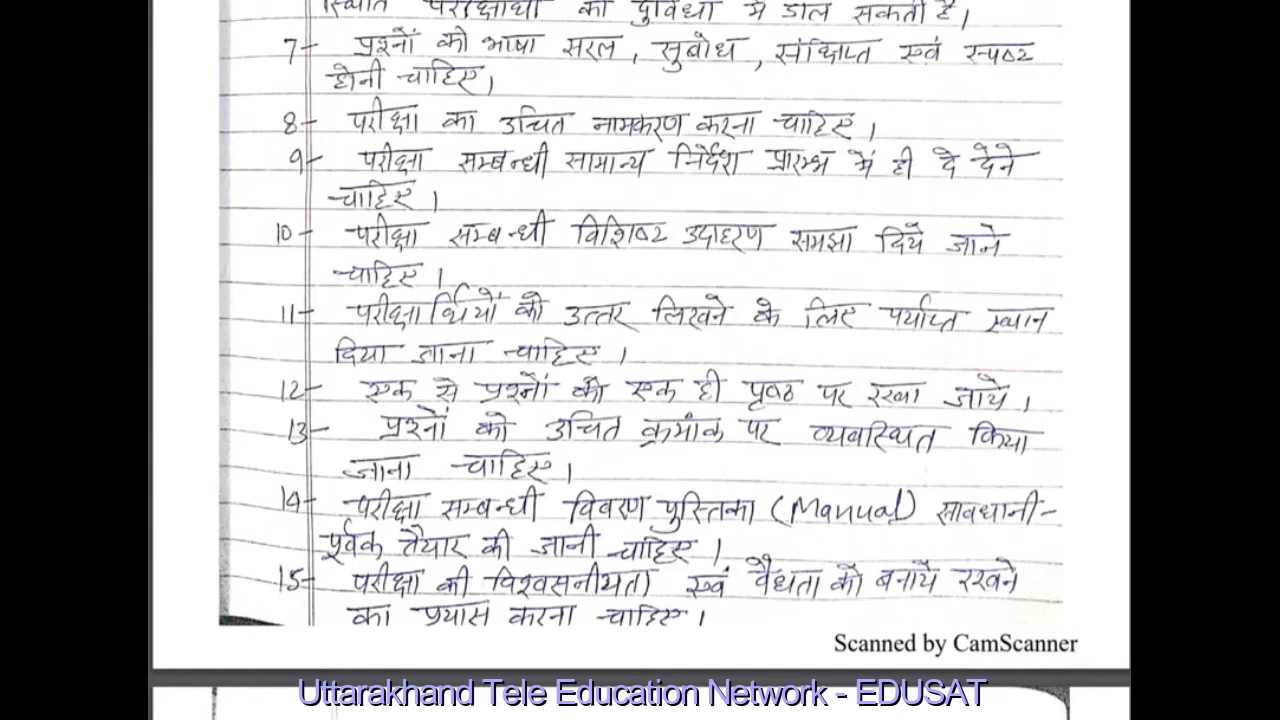 स्थिति परीक्षार्थी को दुविधा में डाल सकती है।
7- प्रश्नों की भाषा सरल, सुबोध, संक्षिप्त एवं स्पष्ट
होनी चाहिए।
8- परीक्षा का उचित नामकरण करना चाहिए।
9- परीक्षा सम्बन्धी सामान्य निर्देश प्रारम्भ में ही दे देने
चाहिए।
10- परीक्षा सम्बन्धी विशिष्ट उदाहरण समझा दिये जाने
चाहिए।
11- परीक्षार्थियों को उत्तर लिखने के लिए पर्याप्त स्थान
दिया जाना चाहिए।
12- एक से प्रश्नों को एक ही पृष्ठ पर रखा जाये।
13- प्रश्नों को उचित क्रमांक पर व्यवस्थित किया
जाना चाहिए।
14- परीक्षा सम्बन्धी विवरण पुस्तिका (Manual) सावधानी-
पूर्वक तैयार की जानी चाहिए।
15- परीक्षा की विश्वसनीयता एवं वैधता को बनाये रखने
का प्रयास करना चाहिए।
Scanned by CamScanner
Uttarakhand Tele Education Network - EDUSAT